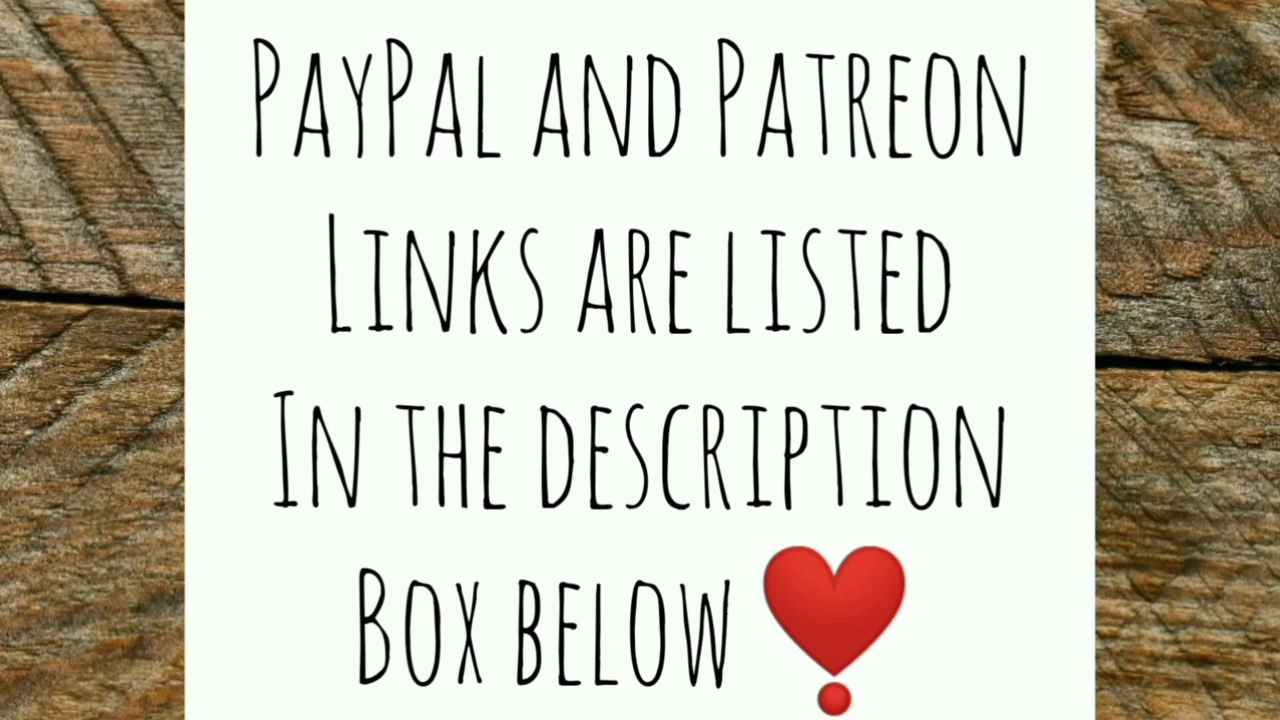 PayPal and Patreon
Links are listed
In the description
Box below ❣